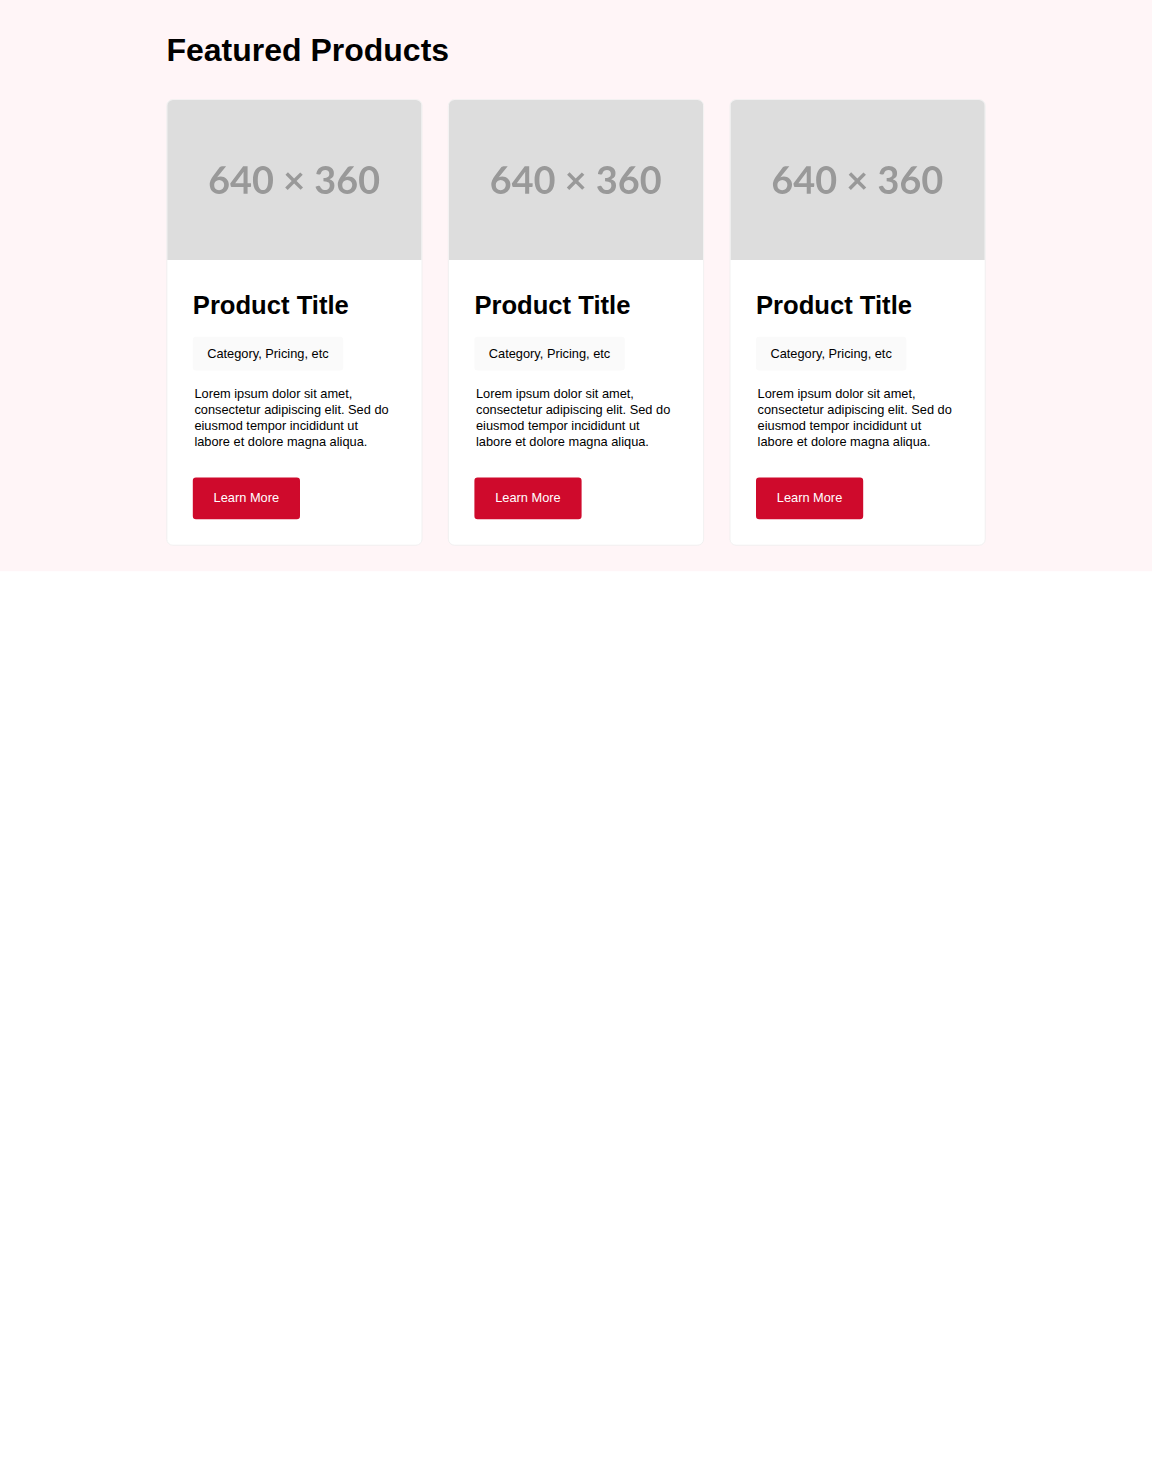 Featured Products
640 × 360
640 × 360
640 × 360
Product Title
Category, Pricing, etc
Lorem ipsum dolor sit amet,
consectetur adipiscing elit. Sed do
eiusmod tempor incididunt ut
labore et dolore magna aliqua.
Learn More
Product Title
Category, Pricing, etc
Lorem ipsum dolor sit amet,
consectetur adipiscing elit. Sed do
eiusmod tempor incididunt ut
labore et dolore magna aliqua.
Learn More
Product Title
Category, Pricing, etc
Lorem ipsum dolor sit amet,
consectetur adipiscing elit. Sed do
eiusmod tempor incididunt ut
labore et dolore magna aliqua.
Learn More